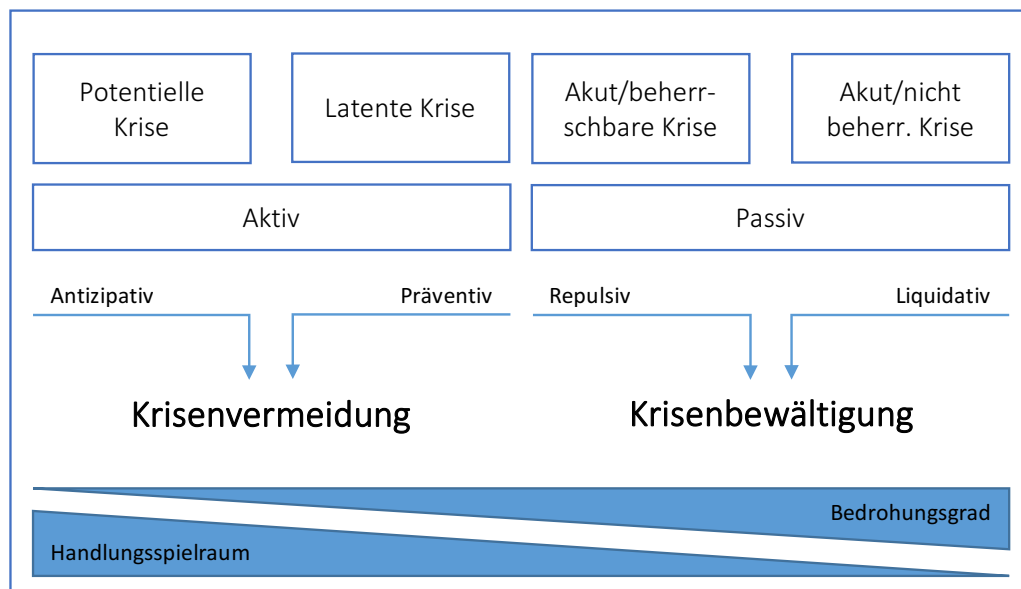 Potentielle
Krise
Latente Krise
Akut/beherr-
schbare Krise
Akut/nicht
beherr. Krise
Aktiv
Passiv
Antizipativ
Präventiv
Repulsiv
Liquidativ
Krisenvermeidung
Krisenbewältigung
Bedrohungsgrad
Handlungsspielraum